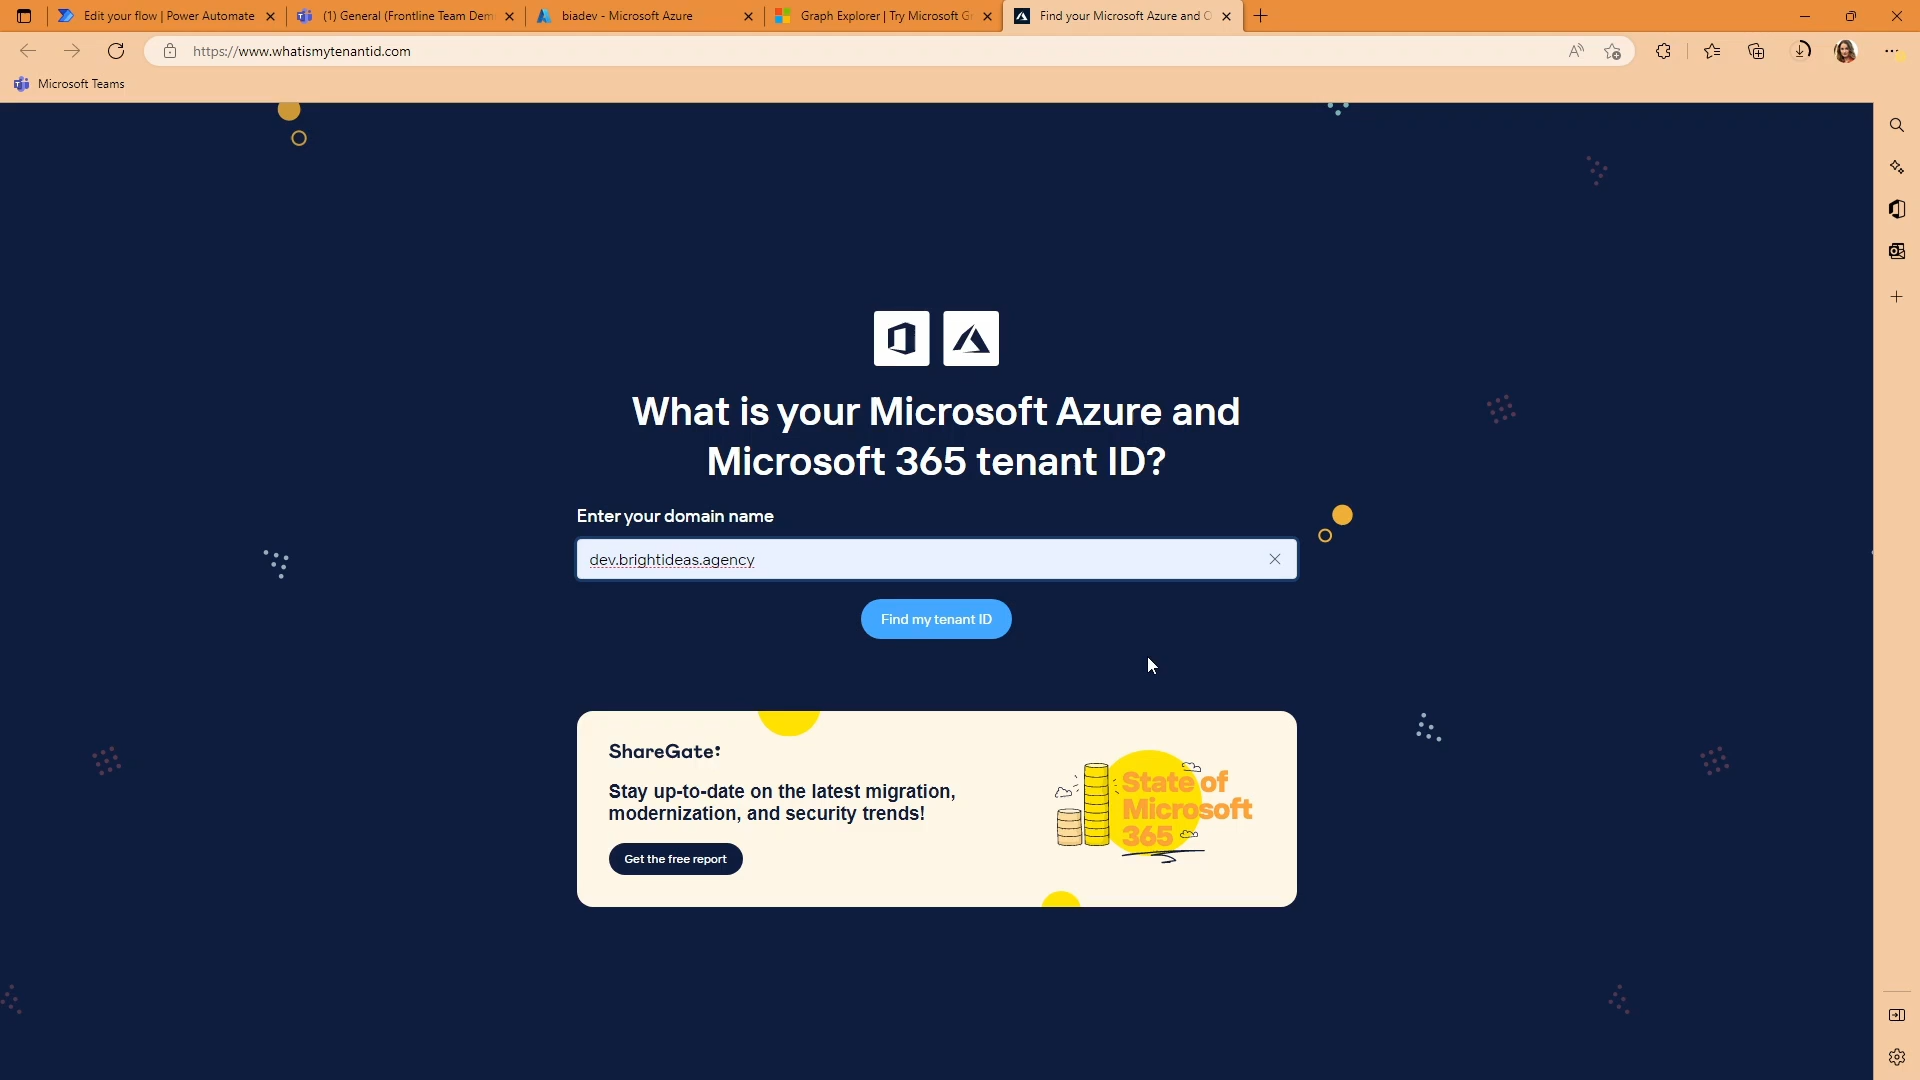 Edit your flow | Power Automate
(1) General (Frontline Team Dem
biadev - Microsoft Azure
Graph Explorer | Try Microsoft G
Find your Microsoft Azure and O
https://www.whatismytenantid.com
Microsoft Teams
What is your Microsoft Azure and
Microsoft 365 tenant ID?
Enter your domain name
dev.brightideas.agency
Find my tenant ID
ShareGate:
Stay up-to-date on the latest migration,
modernization, and security trends!
Get the free report
State of
Microsoft
365